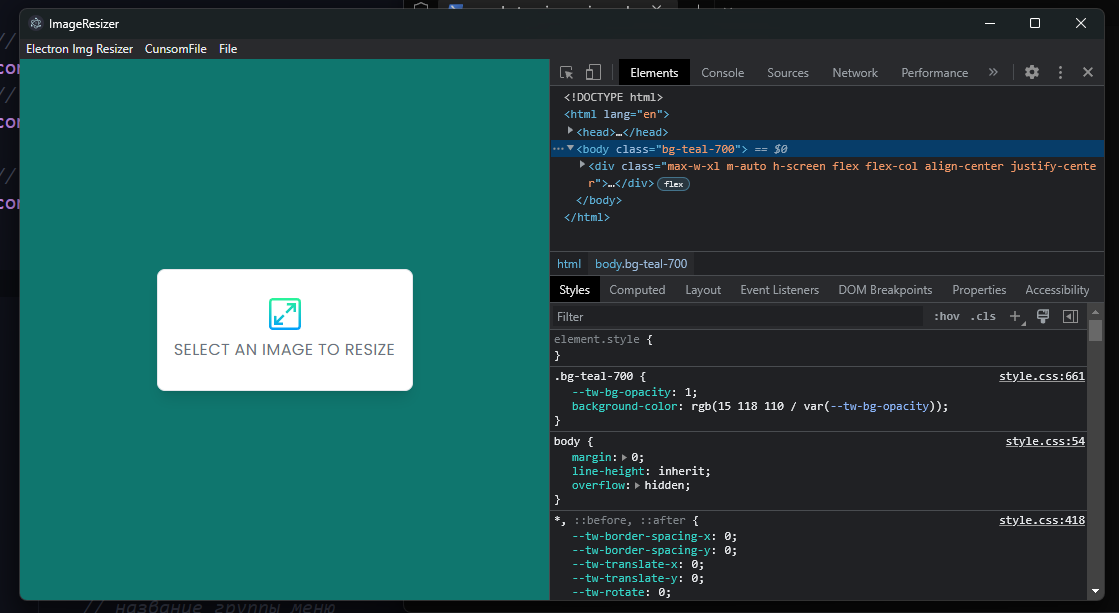 ImageResizer
Electron Img Resizer CunsomFile File
//
con
//
con
//
con
SELECT AN IMAGE TO RESIZE
Elements Console Sources Network Performance »
<!DOCTYPE html>
<html lang="en">
<head>…</head>
<body class="bg-teal-700"> == $0
<div class="max-w-xl m-auto h-screen flex flex-col align-center justify-cente
r">…</div> flex
</body>
</html>
html body.bg-teal-700
Styles Computed Layout Event Listeners DOM Breakpoints Properties Accessibility
Filter :hov .cls
element.style {
}
.bg-teal-700 { style.css:661
--tw-bg-opacity: 1;
background-color: rgb(15 118 110 / var(--tw-bg-opacity));
}
body { style.css:54
margin: 0;
line-height: inherit;
overflow: hidden;
}
*, ::before, ::after { style.css:418
--tw-border-spacing-x: 0;
--tw-border-spacing-y: 0;
--tw-translate-x: 0;
--tw-translate-y: 0;
--tw-rotate: 0;
// название группы меню